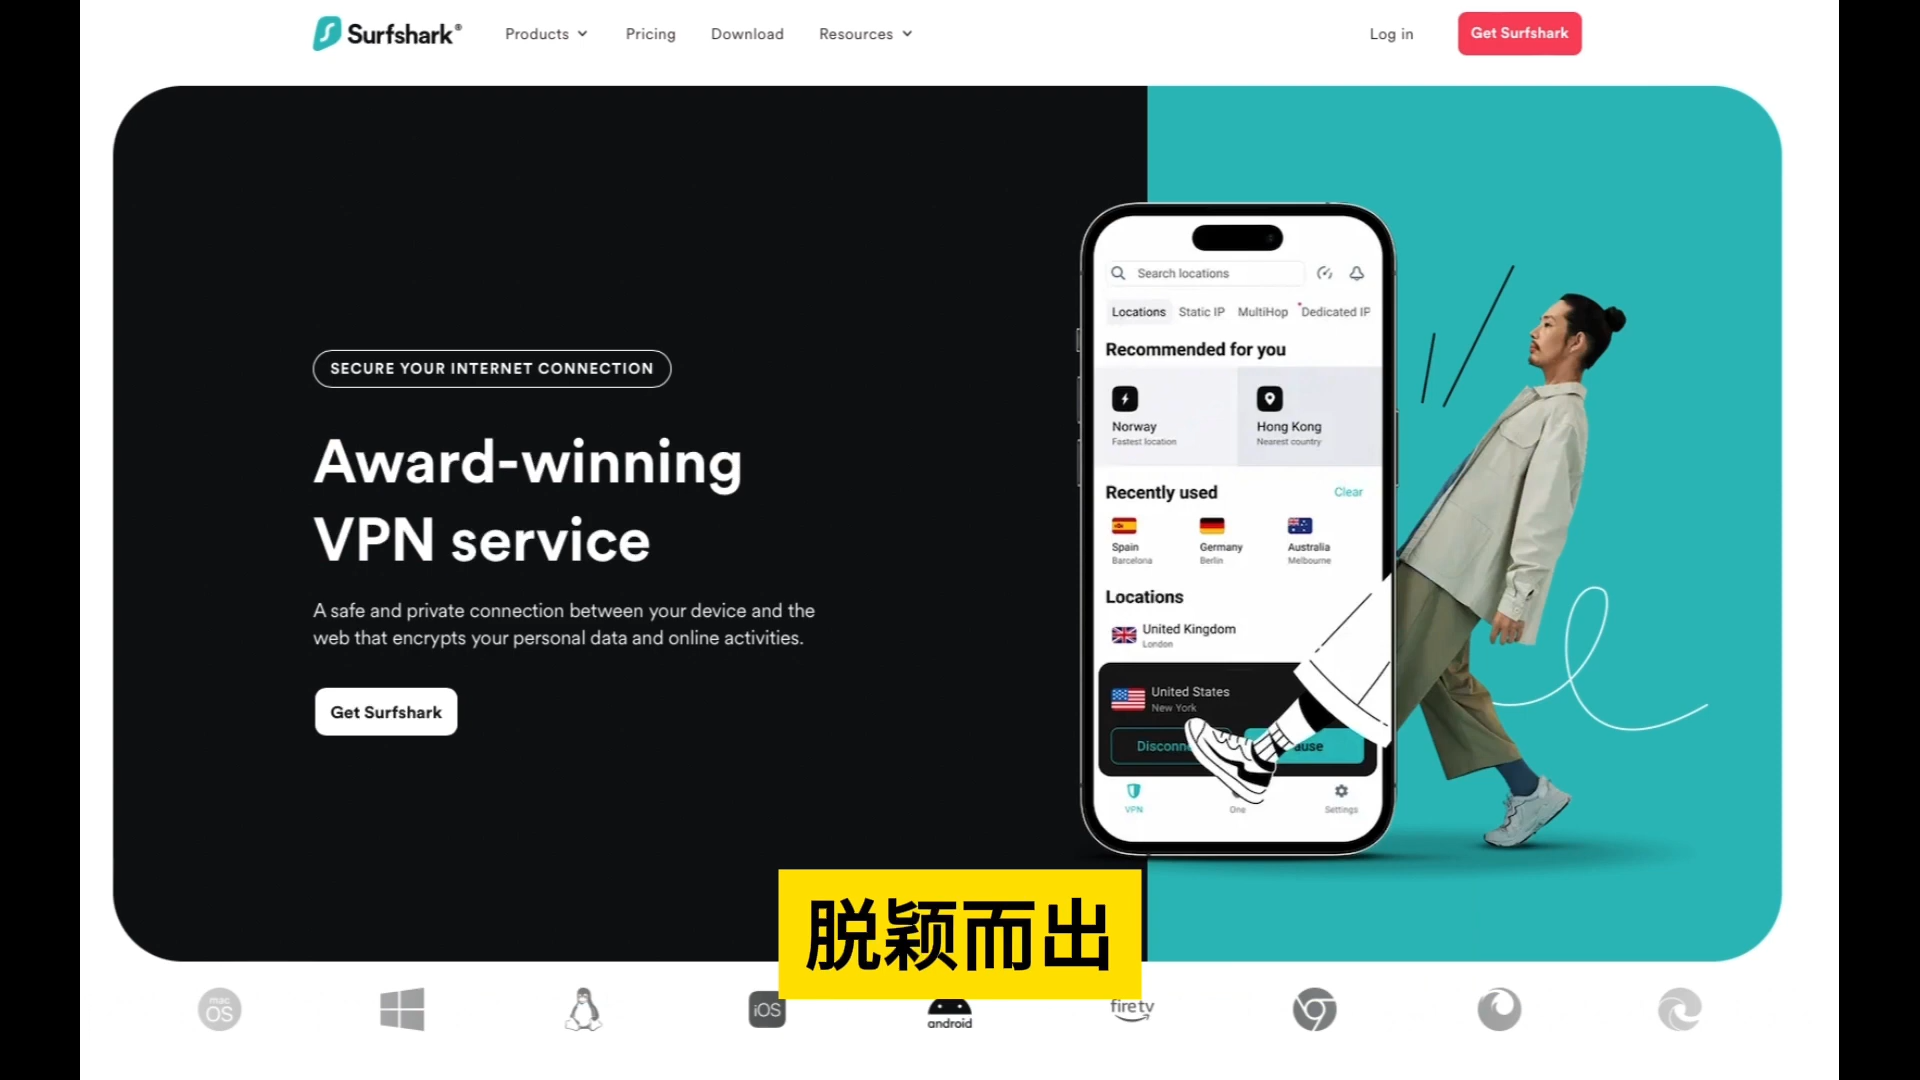 Surfshark®
Products
Pricing
Download
Resources
Log in
Get Surfshark
SECURE YOUR INTERNET CONNECTION
Award-winning
VPN service
A safe and private connection between your device and the
web that encrypts your personal data and online activities.
Get Surfshark
Search locations
Locations Static IP MultiHop Dedicated IP
Recommended for you
Norway
Fastest location
Hong Kong
Nearest country
Recently used
Clear
Spain
Barcelona
Germany
Berlin
Australia
Melbourne
Locations
United Kingdom
London
United States
New York
VPN
One
Settings
脱颖而出
mac
OS
iOS
android
fire tv